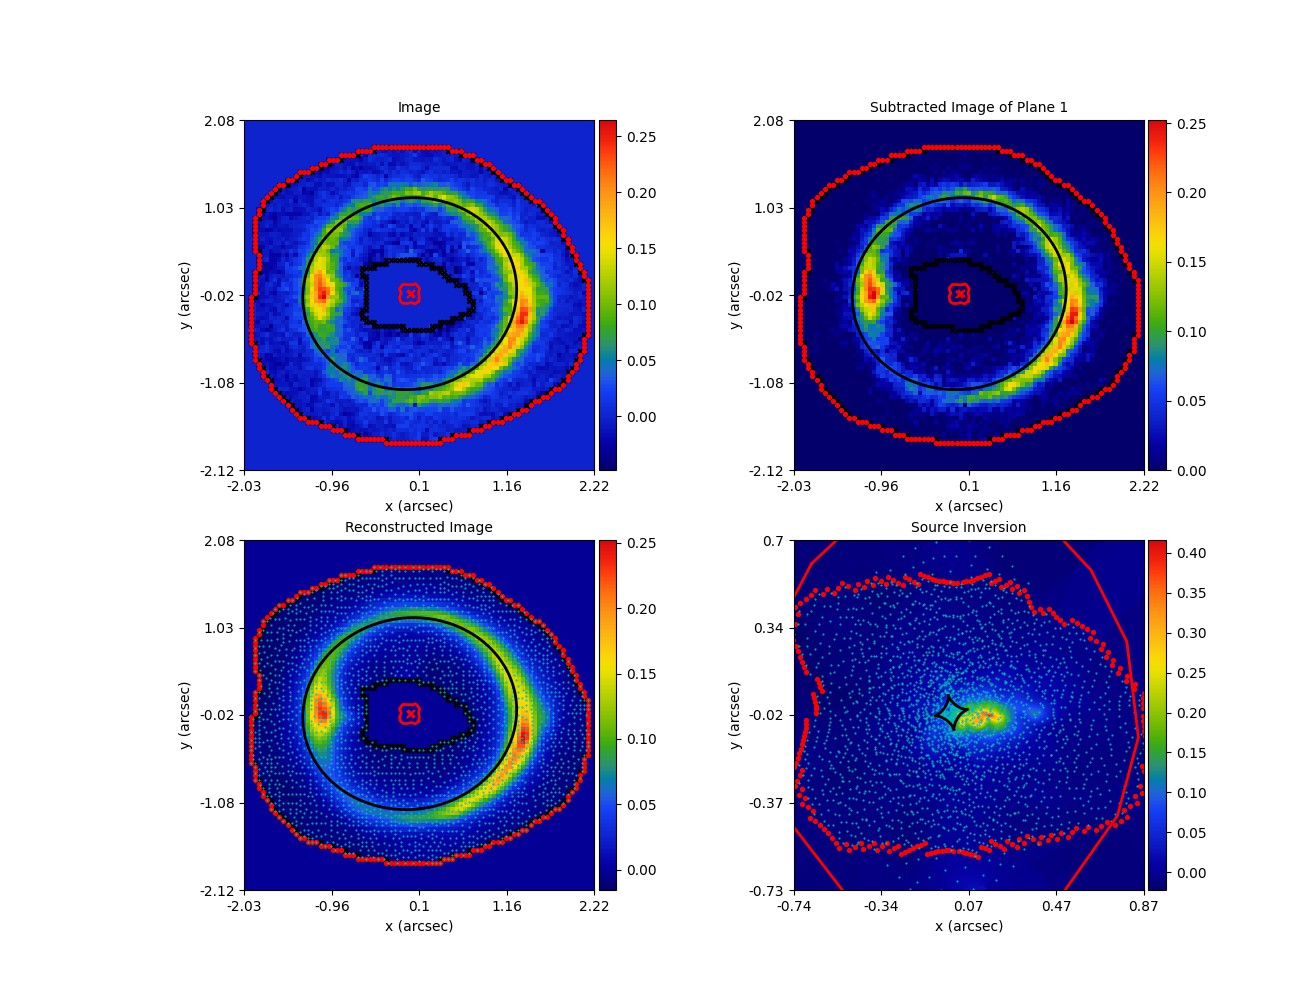 Image
2.08
1.03
-0.02
-1.08
-2.12
y (arcsec)
-2.03 -0.96 0.1 1.16 2.22
x (arcsec)
0.25
0.20
0.15
0.10
0.05
0.00
Subtracted Image of Plane 1
2.08
1.03
-0.02
-1.08
-2.12
y (arcsec)
-2.03 -0.96 0.1 1.16 2.22
x (arcsec)
0.25
0.20
0.15
0.10
0.05
0.00
Reconstructed Image
2.08
1.03
-0.02
-1.08
-2.12
y (arcsec)
-2.03 -0.96 0.1 1.16 2.22
x (arcsec)
0.25
0.20
0.15
0.10
0.05
0.00
Source Inversion
0.7
0.34
-0.02
-0.37
-0.73
y (arcsec)
-0.74 -0.34 0.07 0.47 0.87
x (arcsec)
0.40
0.35
0.30
0.25
0.20
0.15
0.10
0.05
0.00